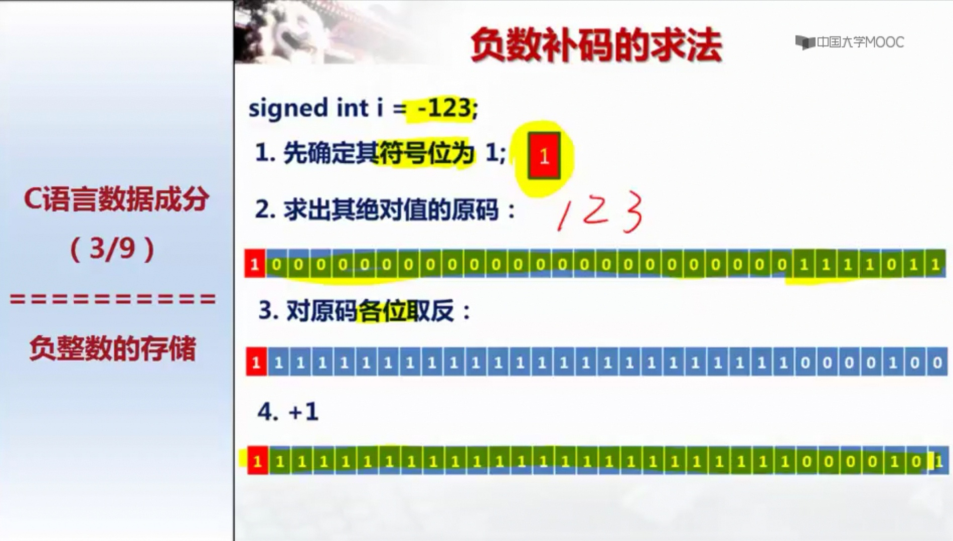 负数补码的求法
中国大学MOOC
C语言数据成分
（3/9）
==========
负整数的存储
signed int i = -123;
1. 先确定其符号位为 1; 1
2. 求出其绝对值的原码： 123
1 0 0 0 0 0 0 0 0 0 0 0 0 0 0 0 0 0 0 0 0 0 0 0 0 1 1 1 1 0 1 1
3. 对原码各位取反：
1 1 1 1 1 1 1 1 1 1 1 1 1 1 1 1 1 1 1 1 1 1 1 1 1 0 0 0 0 1 0 0
4. +1
1 1 1 1 1 1 1 1 1 1 1 1 1 1 1 1 1 1 1 1 1 1 1 1 1 0 0 0 0 1 0 1